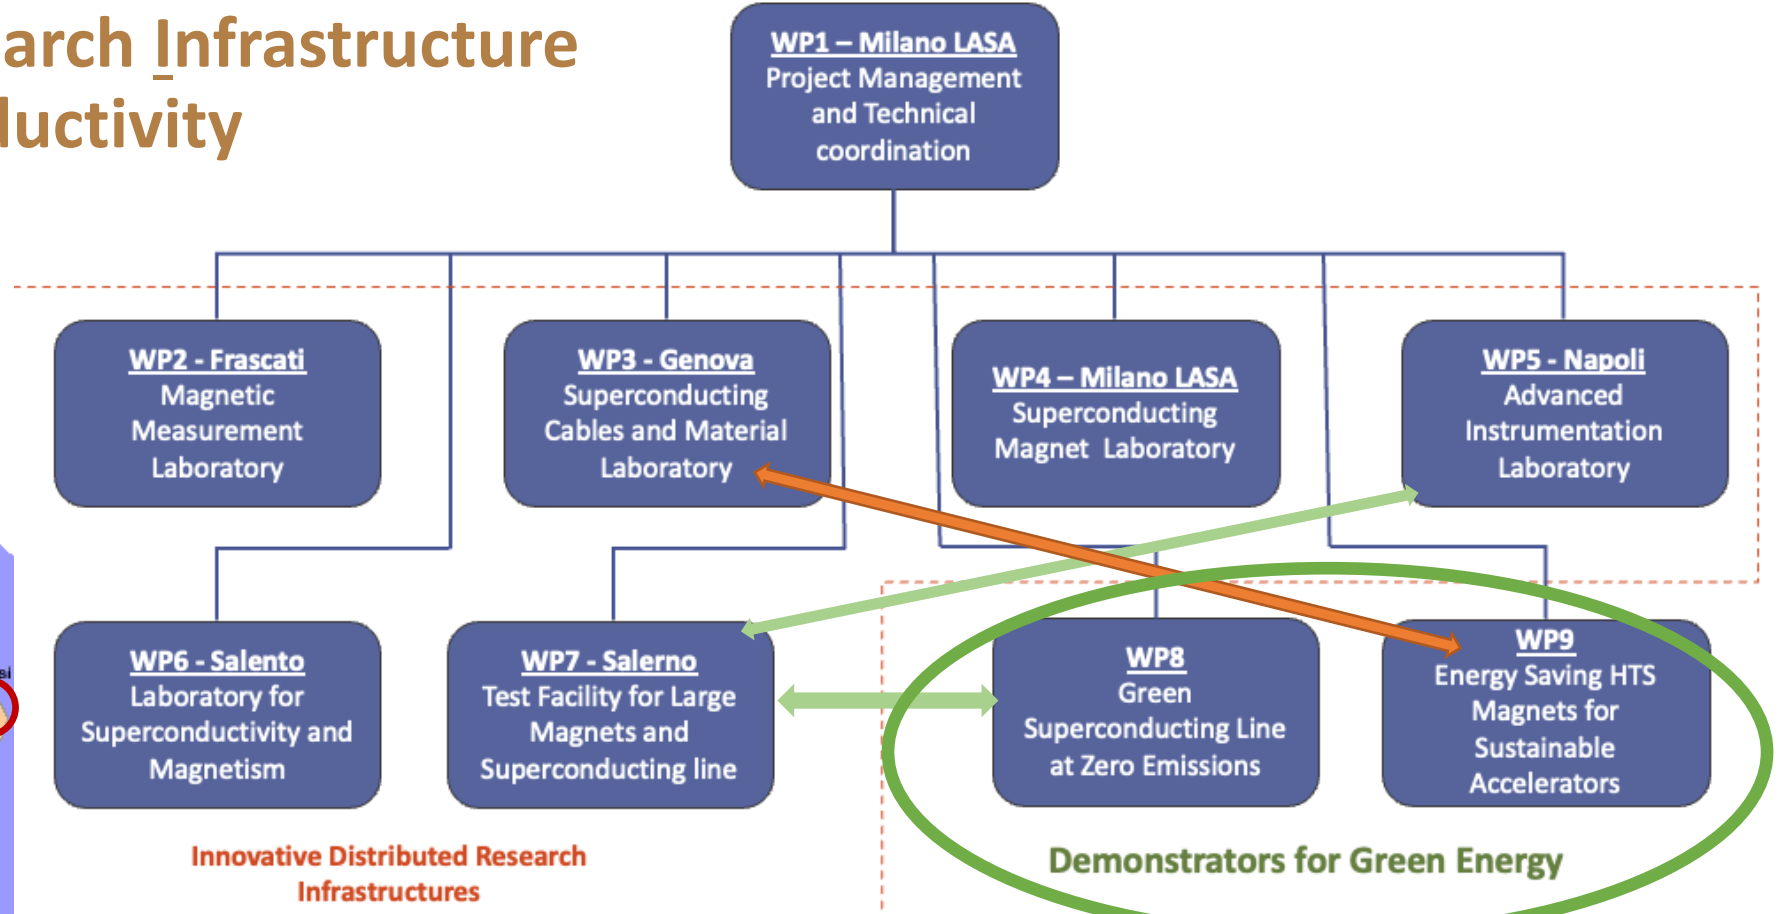 arch Infrastructure
ductivity
WP1 – Milano LASA
Project Management
and Technical
coordination
WP2 - Frascati
Magnetic
Measurement
Laboratory
WP3 - Genova
Superconducting
Cables and Material
Laboratory
WP4 – Milano LASA
Superconducting
Magnet Laboratory
WP5 - Napoli
Advanced
Instrumentation
Laboratory
WP6 - Salento
Laboratory for
Superconductivity and
Magnetism
WP7 - Salerno
Test Facility for Large
Magnets and
Superconducting line
WP8
Green
Superconducting Line
at Zero Emissions
WP9
Energy Saving HTS
Magnets for
Sustainable
Accelerators
si
Innovative Distributed Research
Infrastructures
Demonstrators for Green Energy